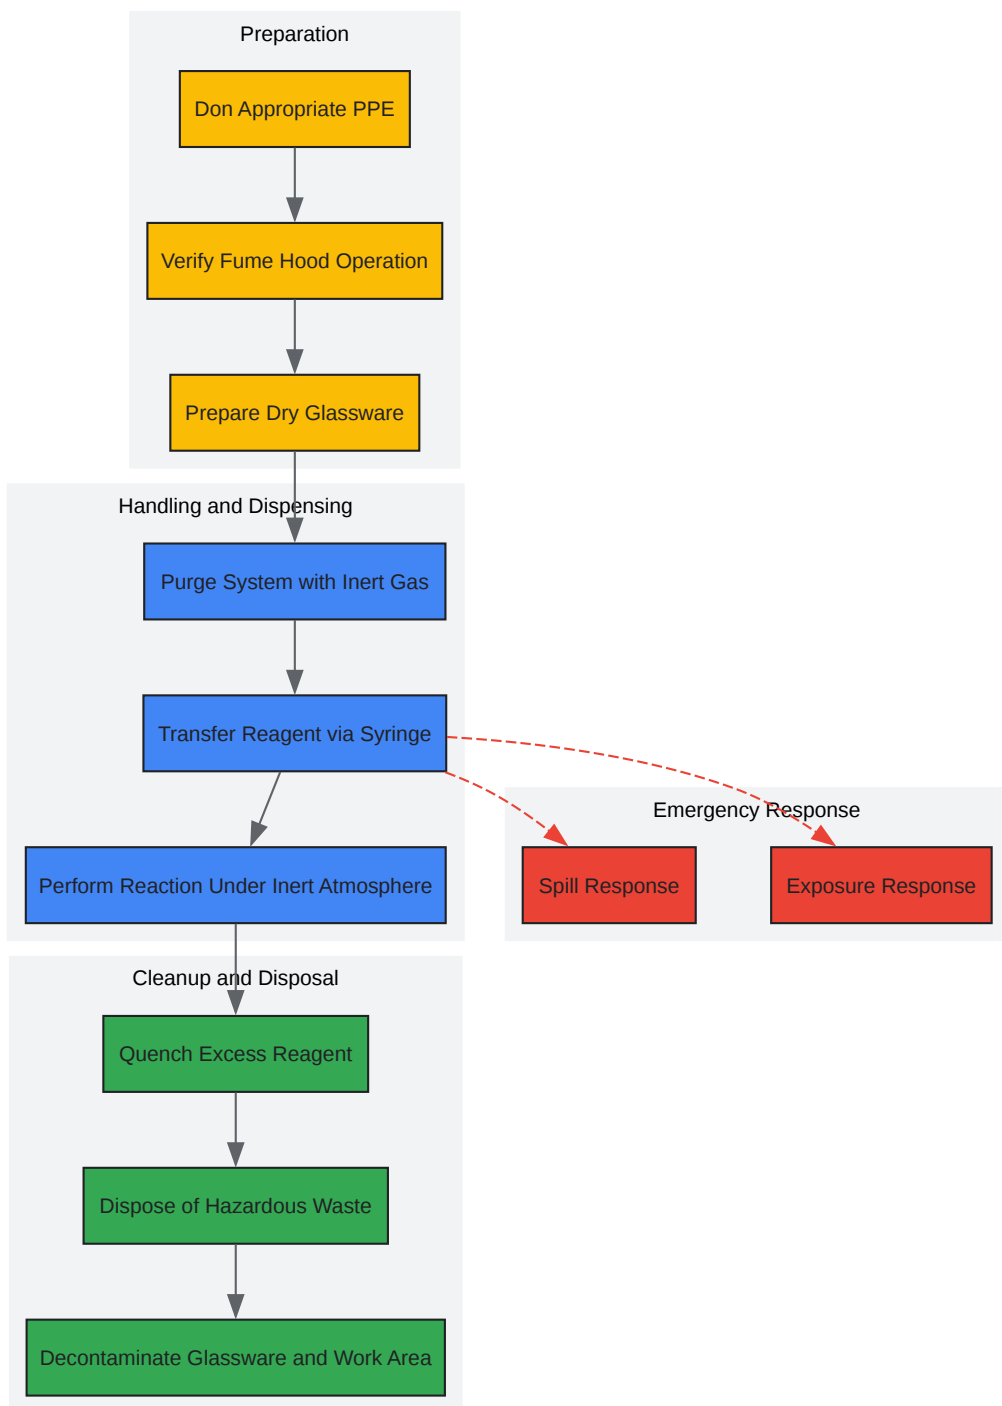 Preparation
Don Appropriate PPE
Verify Fume Hood Operation
Prepare Dry Glassware
Handling and Dispensing
Purge System with Inert Gas
Transfer Reagent via Syringe
Perform Reaction Under Inert Atmosphere
Emergency Response
Spill Response
Exposure Response
Cleanup and Disposal
Quench Excess Reagent
Dispose of Hazardous Waste
Decontaminate Glassware and Work Area